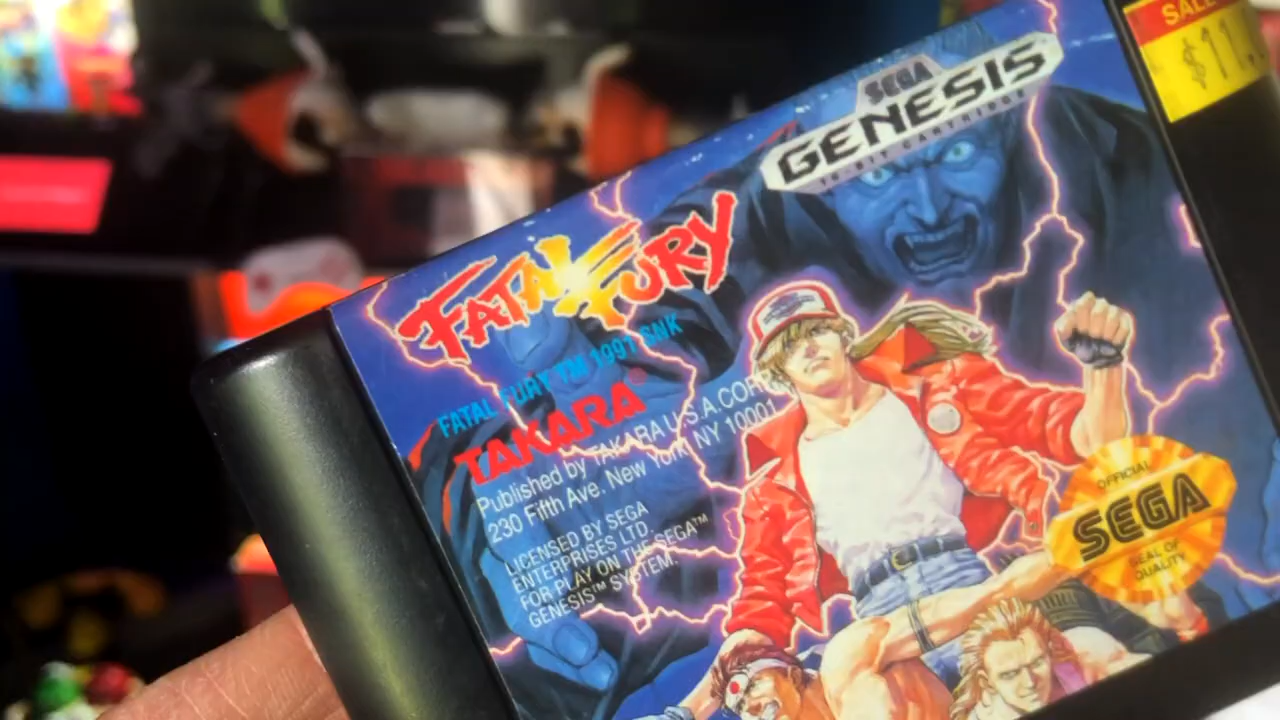 SALE
$11.
SEGA
GENESIS
16-BIT CARTRIDGE
FATAL FURY
FATAL FURY TM 1991 SNK
TAKARA®
Published by TAKARA U.S.A. CORP.
230 Fifth Ave. New York, NY 10001
LICENSED BY SEGA
ENTERPRISES LTD.
FOR PLAY ON THE SEGA™
GENESIS™ SYSTEM.
OFFICIAL
SEGA
SEAL OF
QUALITY